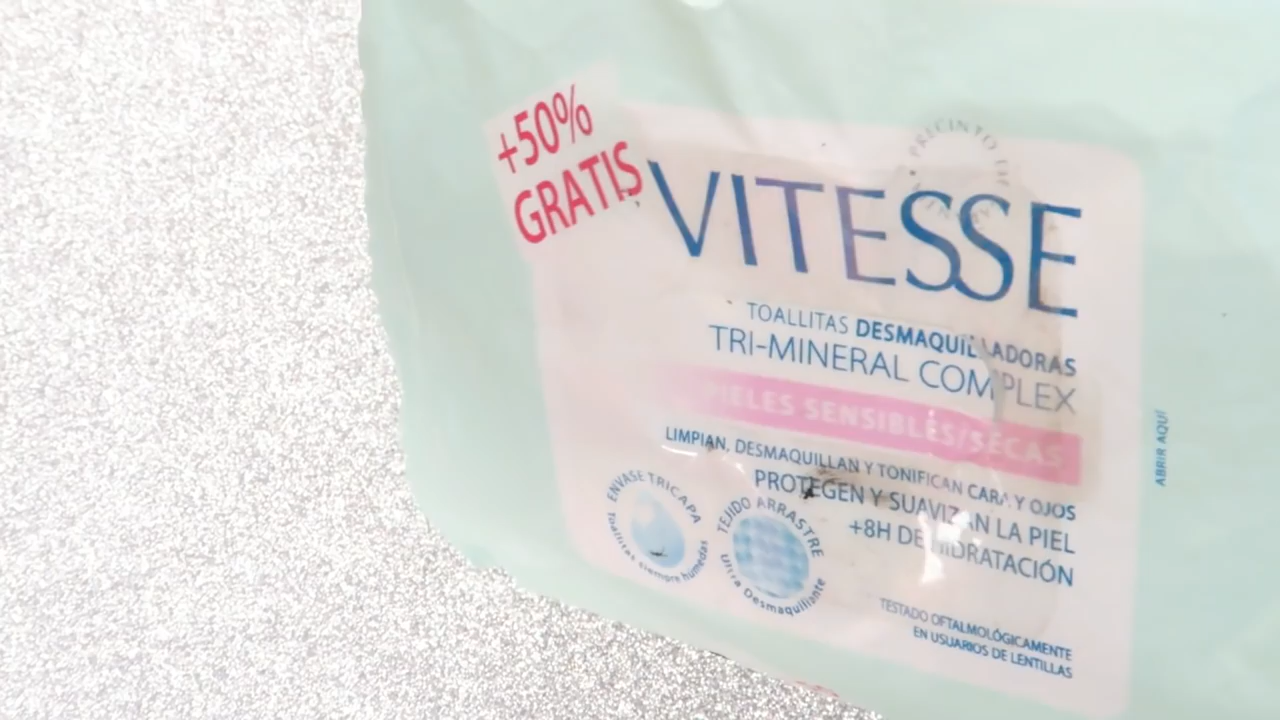 +50%
GRATIS
PRECINTO DE
VITESSE
TOALLITAS DESMAQUILLADORAS
TRI-MINERAL COMPLEX
PIELES SENSIBLES/SECAS
LIMPIAN, DESMAQUILLAN Y TONIFICAN CARA Y OJOS
PROTEGEN Y SUAVIZAN LA PIEL
+8H DE HIDRATACIÓN
ENVASE TRICAPA
Toallitas siempre húmedas
TEJIDO ARRASTRE
Ultra Desmaquillante
TESTADO OFTALMOLÓGICAMENTE
EN USUARIOS DE LENTILLAS
ABRIR AQUÍ